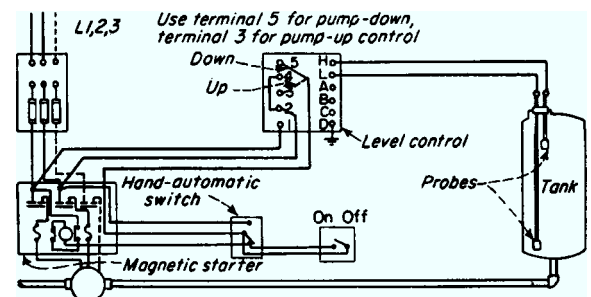 L1,2,3
Use terminal 5 for pump-down,
terminal 3 for pump-up control
Down
Up
5
4
3
2
1
H
L
A
B
C
D
Level control
Hand-automatic
switch
On Off
Probes
Tank
Magnetic starter